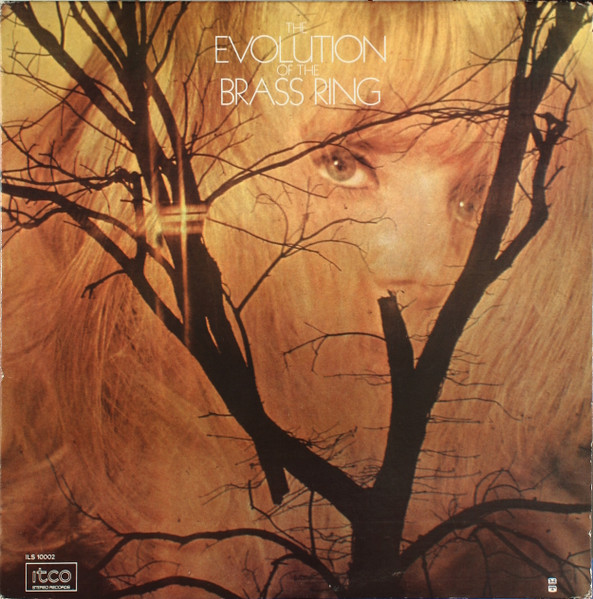 THE
EVOLUTION
OF THE
BRASS RING
ILS 10002
itco
STEREO RECORDS